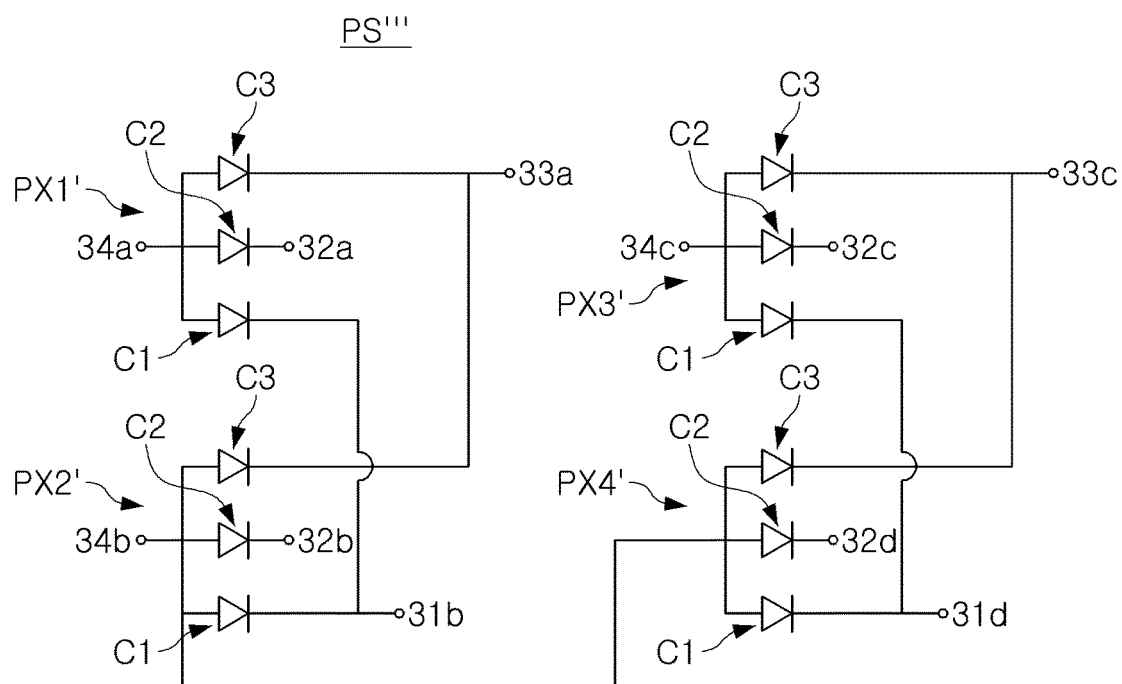 PS'''
C3
C2
PX1'
33a
34a
32a
C1
C3
C2
PX2'
34b
32b
31b
C1
C3
C2
33c
34c
32c
PX3'
C1
C3
C2
PX4'
32d
31d
C1